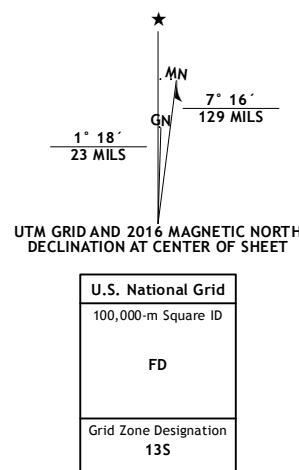 ★
MN
7° 16´
129 MILS
GN
1° 18´
23 MILS
UTM GRID AND 2016 MAGNETIC NORTH
DECLINATION AT CENTER OF SHEET
U.S. National Grid
100,000-m Square ID
FD
Grid Zone Designation
13S